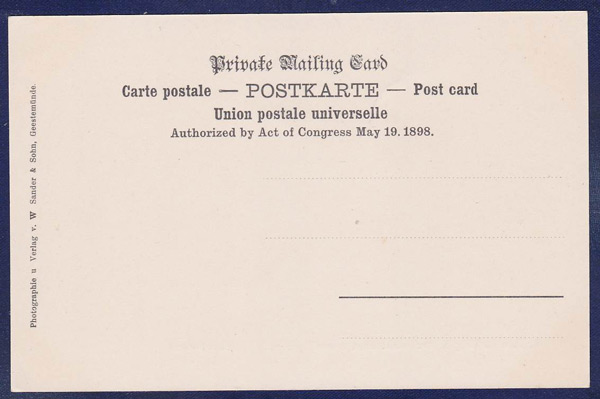 Private Mailing Card
Carte postale — POSTKARTE — Post card
Union postale universelle
Authorized by Act of Congress May 19. 1898.
Photographie u Verlag v. W Sander & Sohn, Geestemünde.